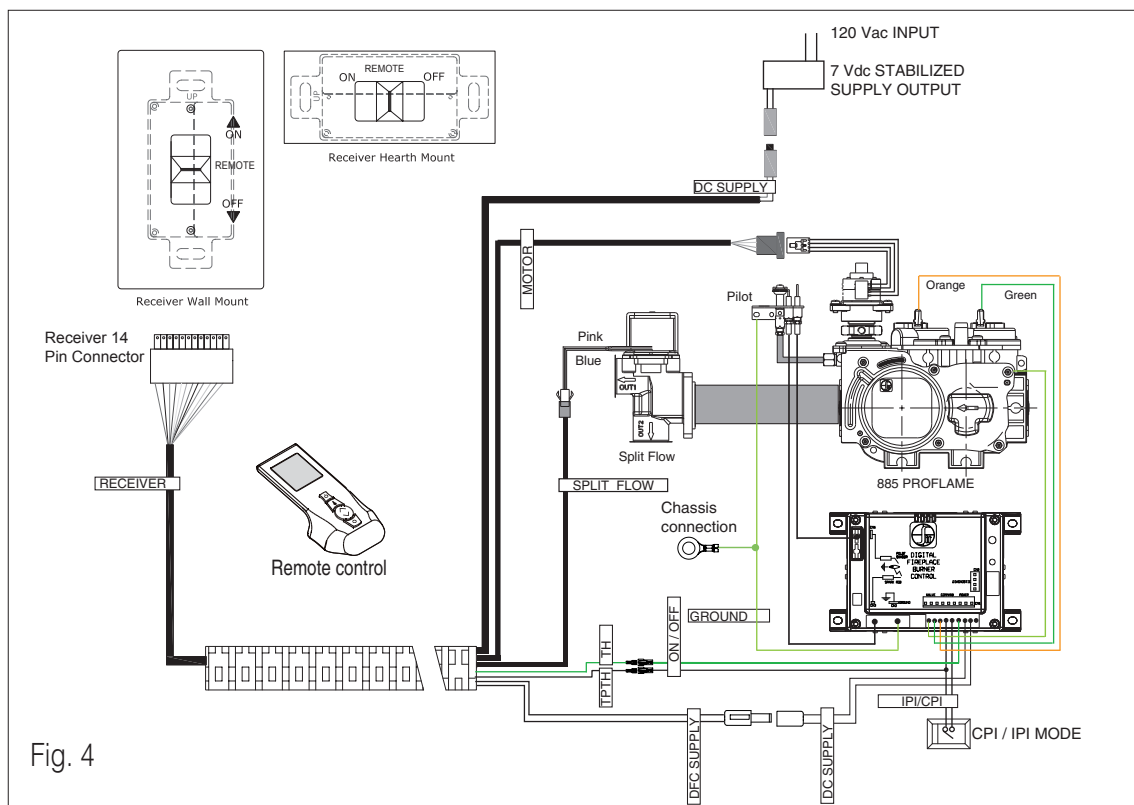 120 Vac INPUT
7 Vdc STABILIZED
SUPPLY OUTPUT
UP
ON
REMOTE
OFF
Receiver Wall Mount
UP
ON
REMOTE
OFF
Receiver Hearth Mount
DC SUPPLY
MOTOR
Pilot
Orange
Green
Receiver 14
Pin Connector
Pink
Blue
OUT1
OUT2
Split Flow
885 PROFLAME
RECEIVER
SPLIT FLOW
Remote control
Chassis
connection
DIGITAL
FIREPLACE
BURNER
CONTROL
GROUND
ON / OFF
TH
TPTH
IPI/CPI
CPI / IPI MODE
DFC SUPPLY
DC SUPPLY
Fig. 4